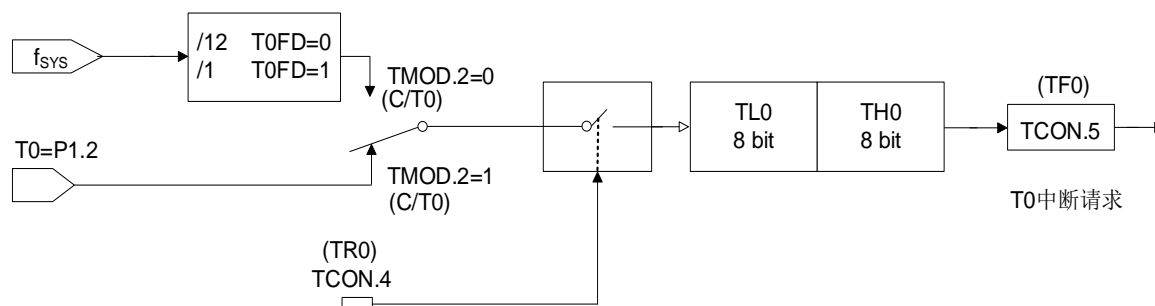 fSYS
/12 T0FD=0
/1 T0FD=1
TMOD.2=0
(C/T0)
T0=P1.2
TMOD.2=1
(C/T0)
(TR0)
TCON.4
TL0
8 bit
TH0
8 bit
(TF0)
TCON.5
T0中断请求